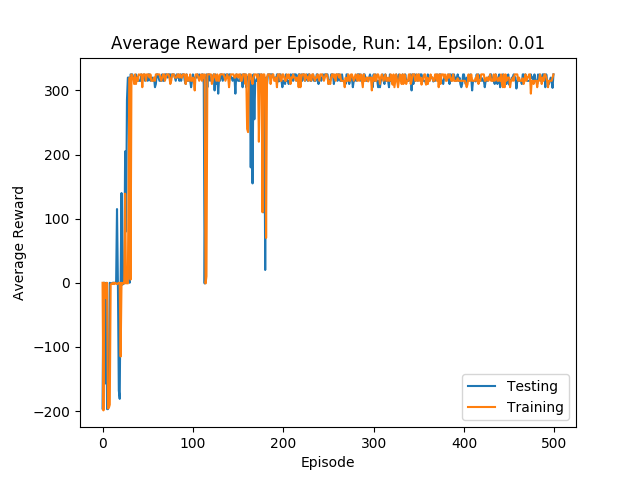 Average Reward per Episode, Run: 14, Epsilon: 0.01
Average Reward
300
200
100
0
−100
−200
0 100 200 300 400 500
Episode
Testing
Training